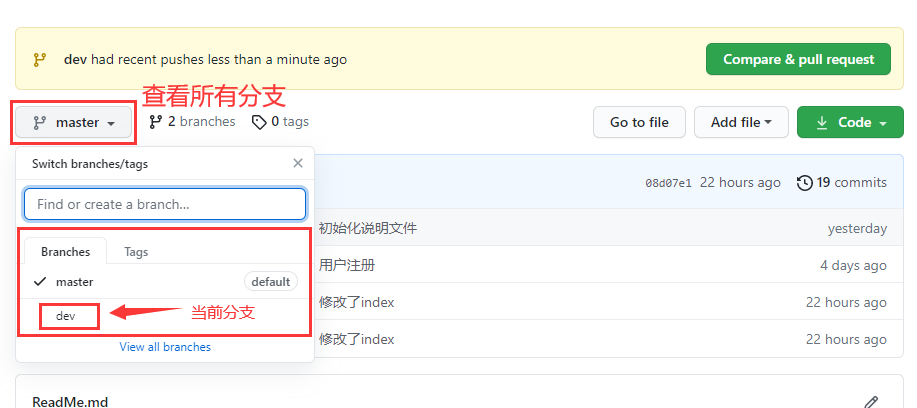 dev had recent pushes less than a minute ago
Compare & pull request
查看所有分支
master
2 branches
0 tags
Go to file
Add file
Code
Switch branches/tags
Find or create a branch...
08d07e1 22 hours ago
19 commits
Branches
Tags
初始化说明文件
yesterday
用户注册
4 days ago
master
default
修改了index
22 hours ago
dev
当前分支
修改了index
22 hours ago
View all branches
ReadMe.md